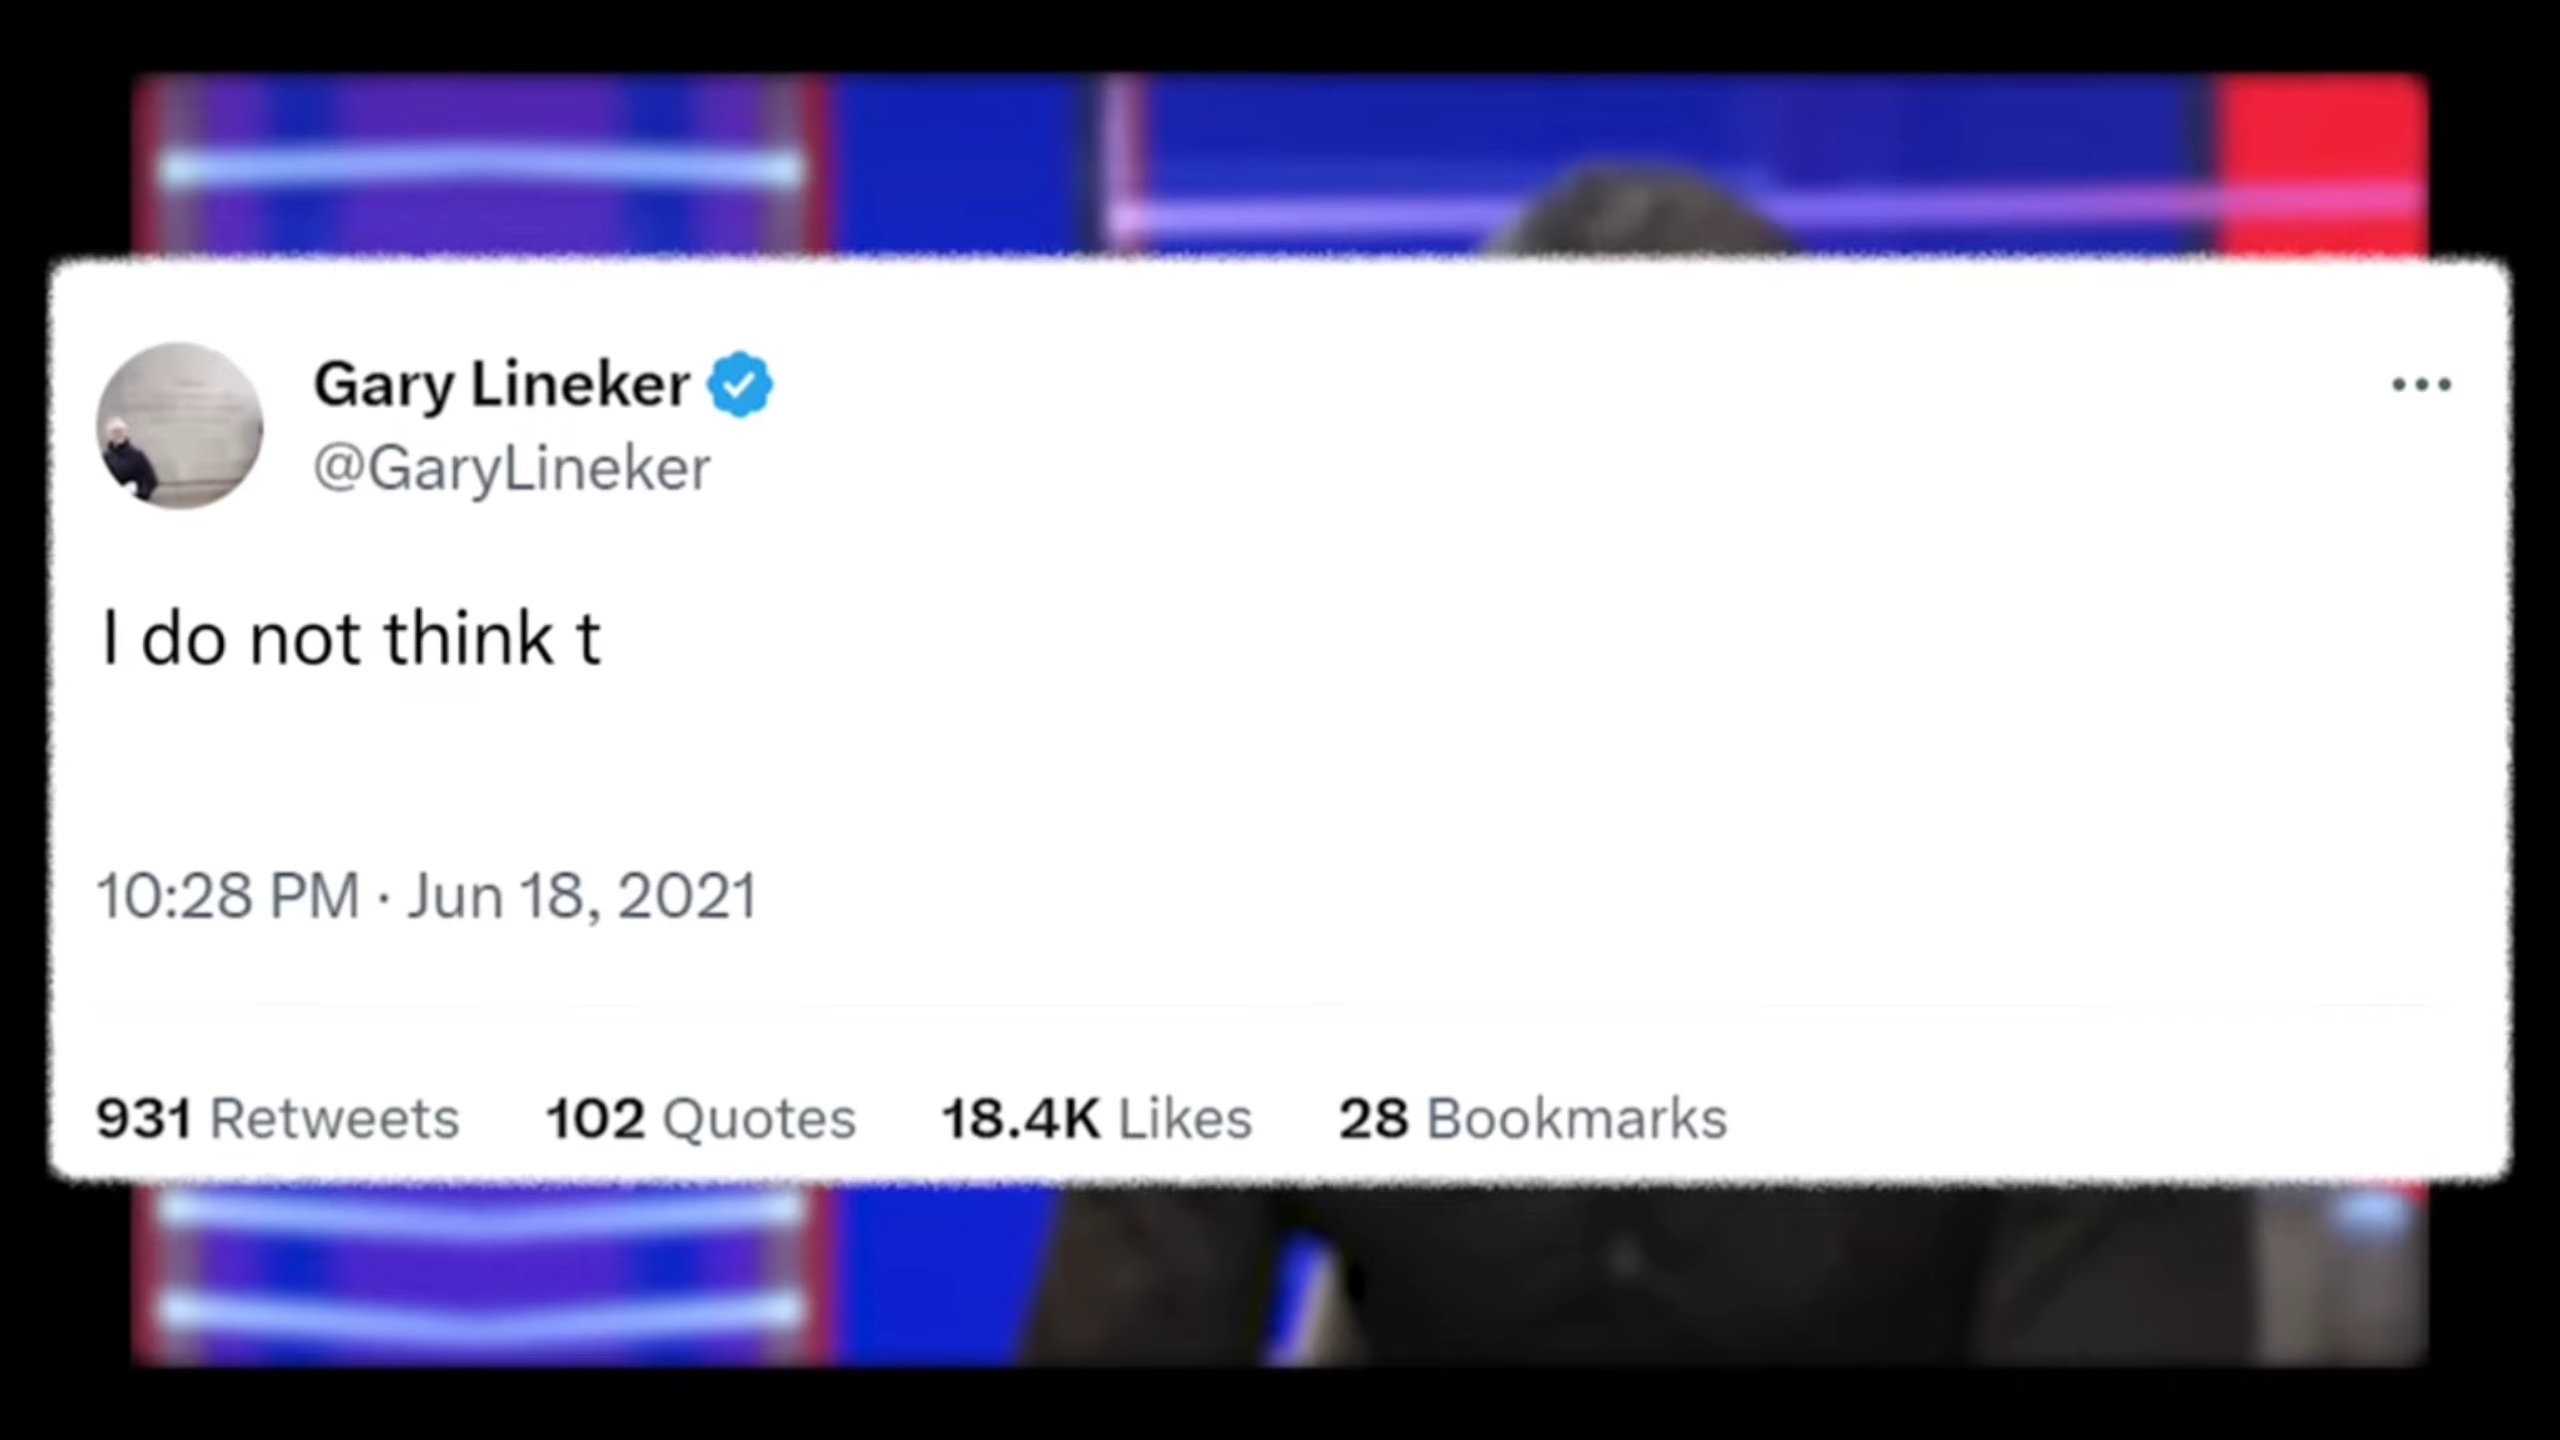 Gary Lineker
@GaryLineker
I do not think t
10:28 PM · Jun 18, 2021
931 Retweets 102 Quotes 18.4K Likes 28 Bookmarks